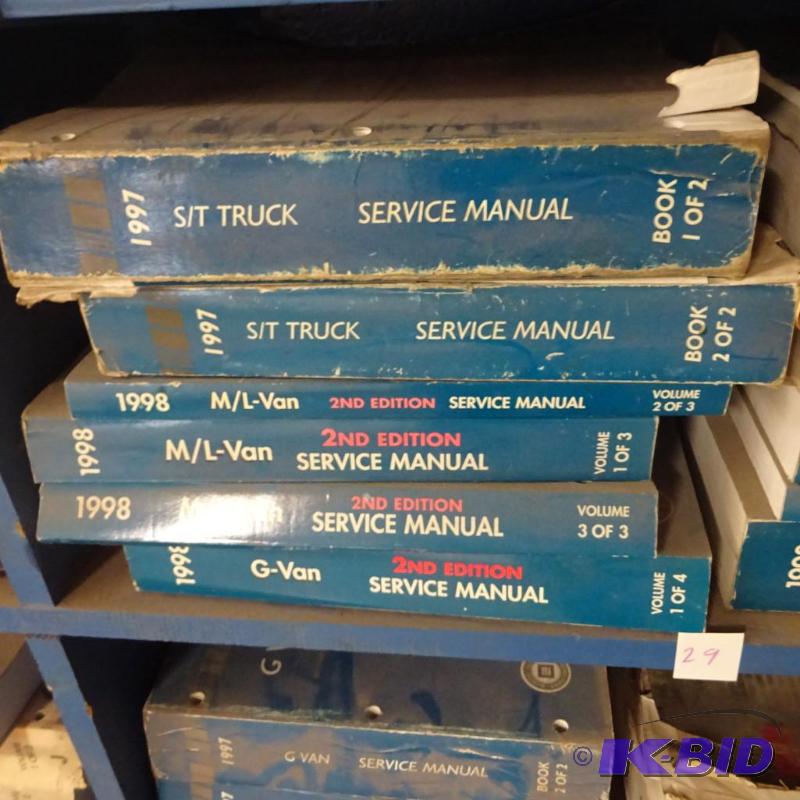 1997 S/T TRUCK SERVICE MANUAL BOOK 1 OF 2
1997 S/T TRUCK SERVICE MANUAL BOOK 2 OF 2
1998 M/L-Van 2ND EDITION SERVICE MANUAL VOLUME 2 OF 3
1998 M/L-Van 2ND EDITION SERVICE MANUAL VOLUME 1 OF 3
1998 2ND EDITION SERVICE MANUAL VOLUME 3 OF 3
1998 G-Van 2ND EDITION SERVICE MANUAL VOLUME 1 OF 4
29
1997 G VAN SERVICE MANUAL BOOK 2 OF 2
© K-BID